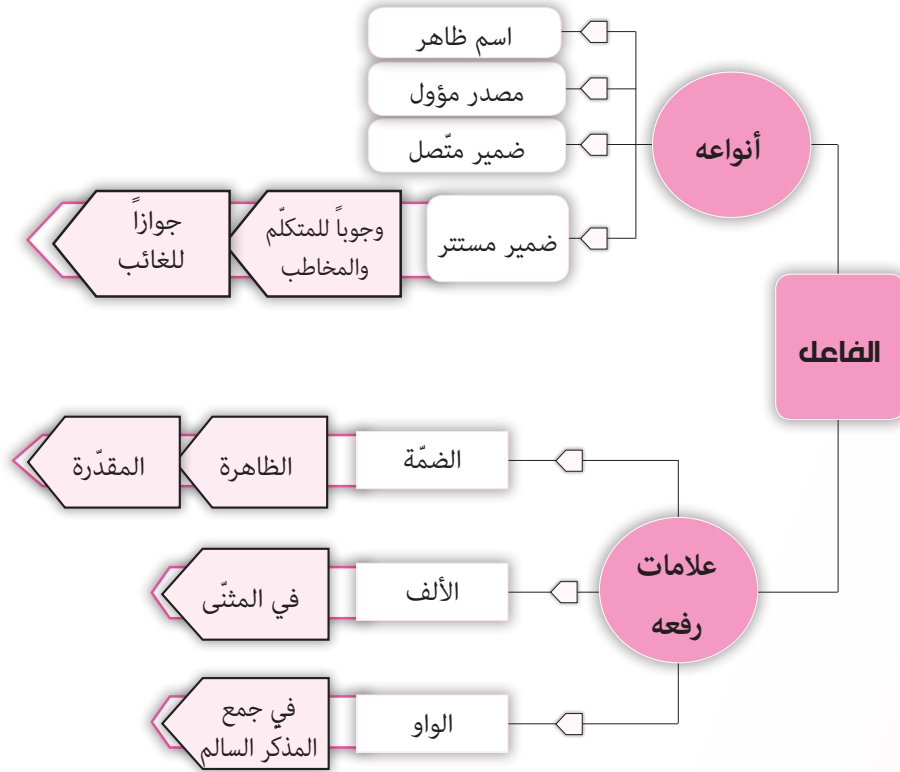 الفاعل
أنواعه
اسم ظاهر
مصدر مؤول
ضمير متّصل
ضمير مستتر
وجوباً للمتكلّم
والمخاطب
جوازاً
للغائب
علامات
رفعه
الضمّة
الظاهرة
المقدّرة
الألف
في المثنّى
الواو
في جمع
المذكّر السالم